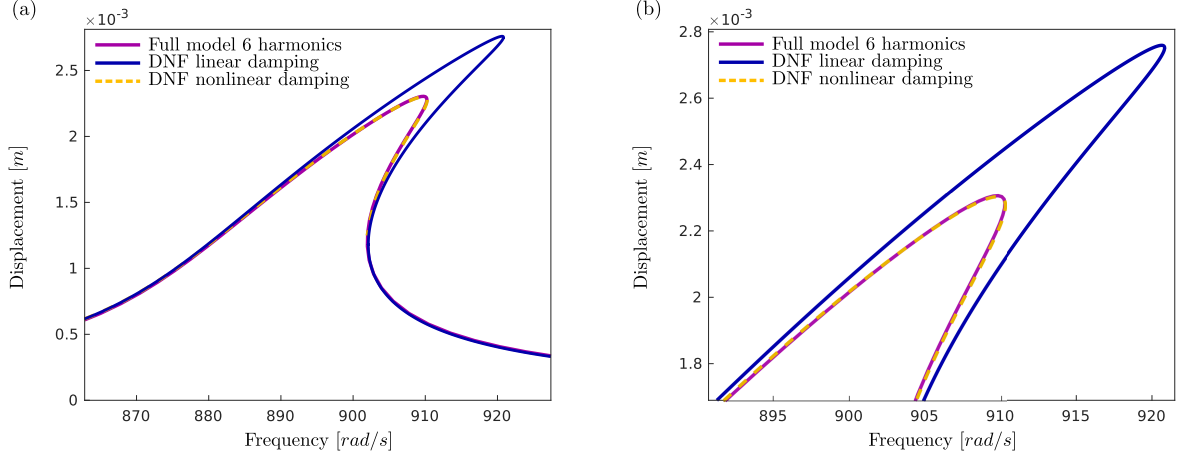 (a)
×10-3
Full model 6 harmonics
DNF linear damping
DNF nonlinear damping
2.5
2
1.5
1
0.5
0
Displacement [m]
870 880 890 900 910 920
Frequency [rad/s]
(b)
×10-3
Full model 6 harmonics
DNF linear damping
DNF nonlinear damping
2.8
2.6
2.4
2.2
2
1.8
Displacement [m]
895 900 905 910 915 920
Frequency [rad/s]